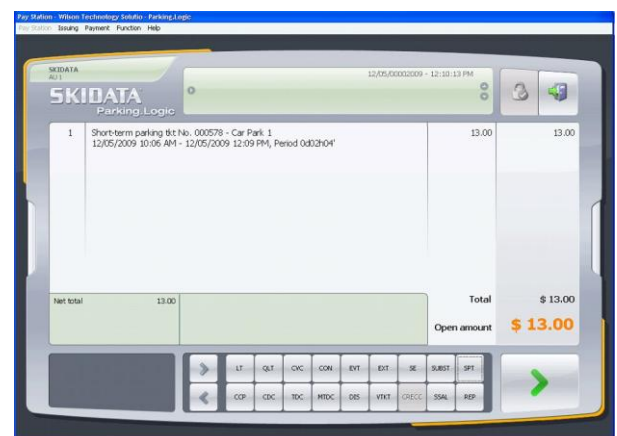 Pay Station - Wilson Technology Solutio - Parking.Logic
Pay Station Issuing Payment Function Help
SKIDATA
AU 1
12/05/00002009 - 12:10:13 PM
SKIDATA
Parking.Logic
1 Short-term parking tkt No. 000578 - Car Park 1 13.00 13.00
12/05/2009 10:06 AM - 12/05/2009 12:09 PM, Period 0d02h04'
Net total 13.00
Total $ 13.00
Open amount $ 13.00
LT QLT CVC CON EVT EXT SE SUBST SPT
CCP CDC TDC MTDC DES VTKT CRECC SSAL REP